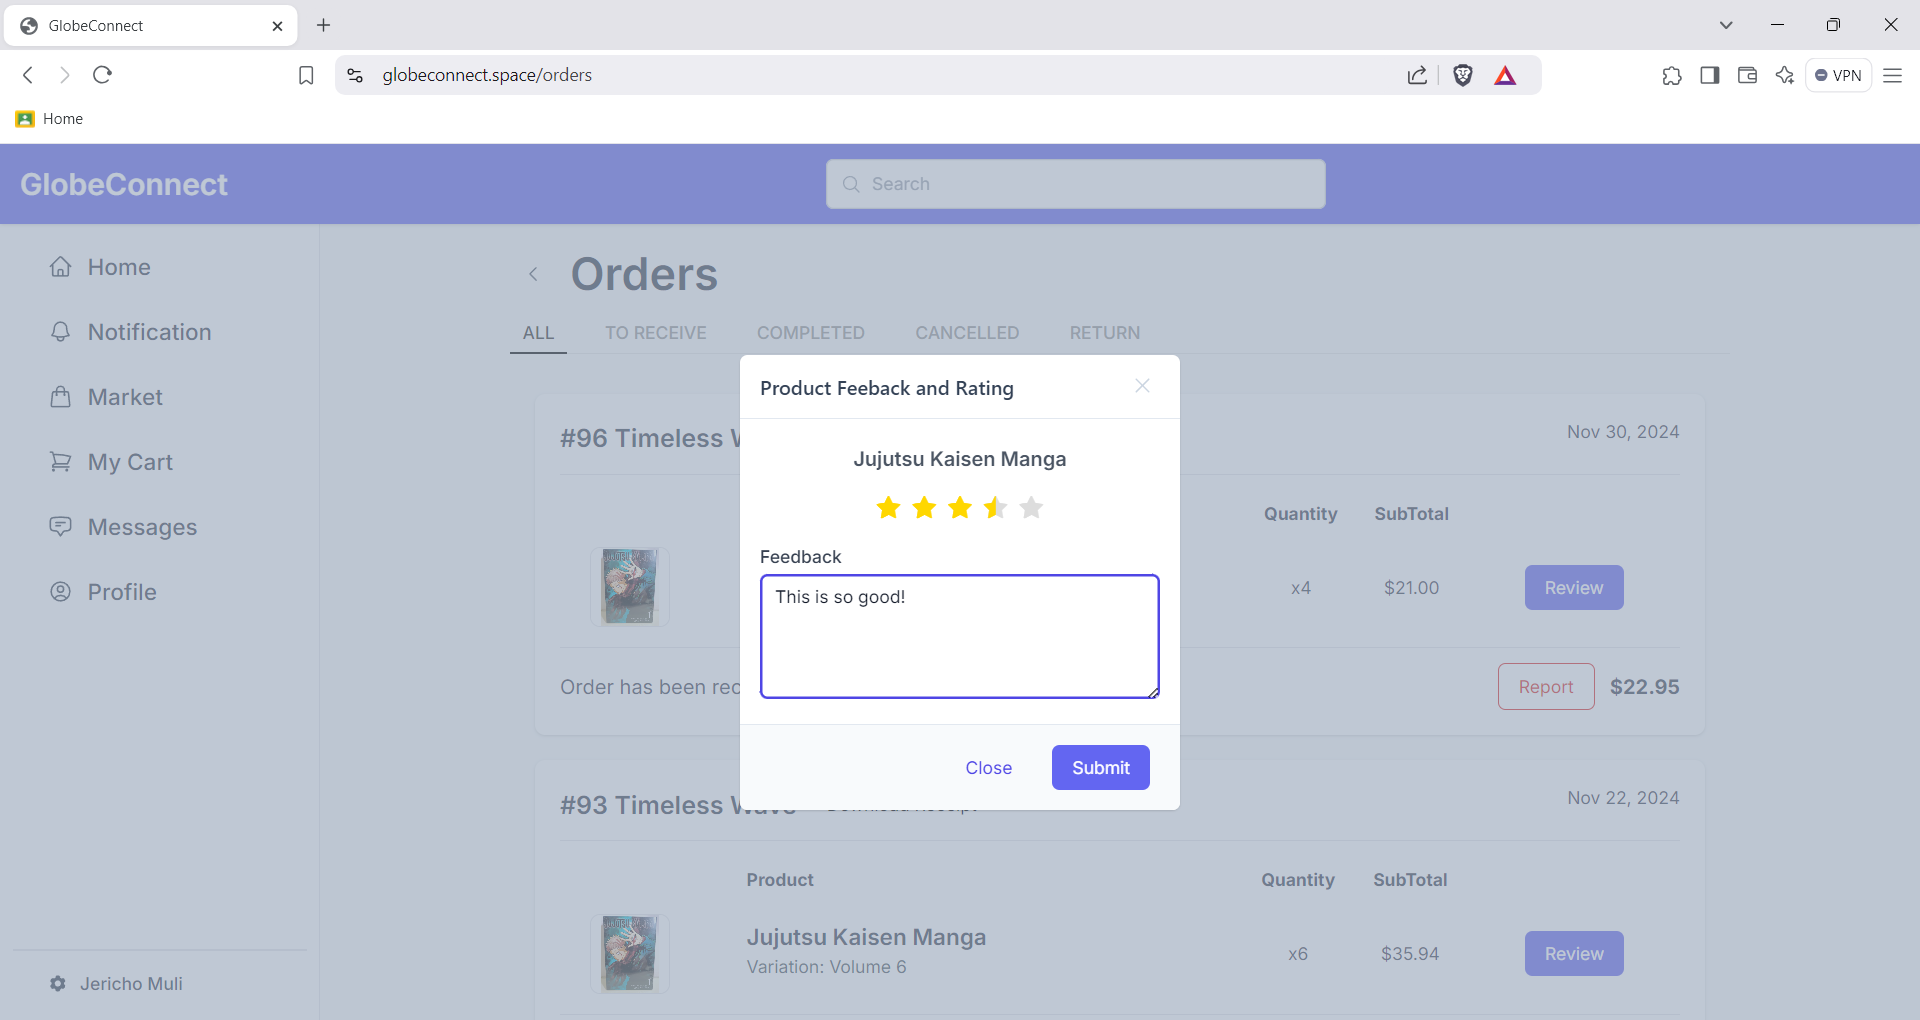 GlobeConnect
globeconnect.space/orders
VPN
Home
GlobeConnect
Search
Home
Notification
Market
My Cart
Messages
Profile
Jericho Muli
Orders
ALL TO RECEIVE COMPLETED CANCELLED RETURN
#96 Timeless
Nov 30, 2024
Quantity SubTotal
x4 $21.00 Review
Order has been
Report $22.95
Product Feeback and Rating
Jujutsu Kaisen Manga
Feedback
This is so good!
Close Submit
#93 Timeless
Nov 22, 2024
Product Quantity SubTotal
Jujutsu Kaisen Manga
Variation: Volume 6
x6 $35.94 Review